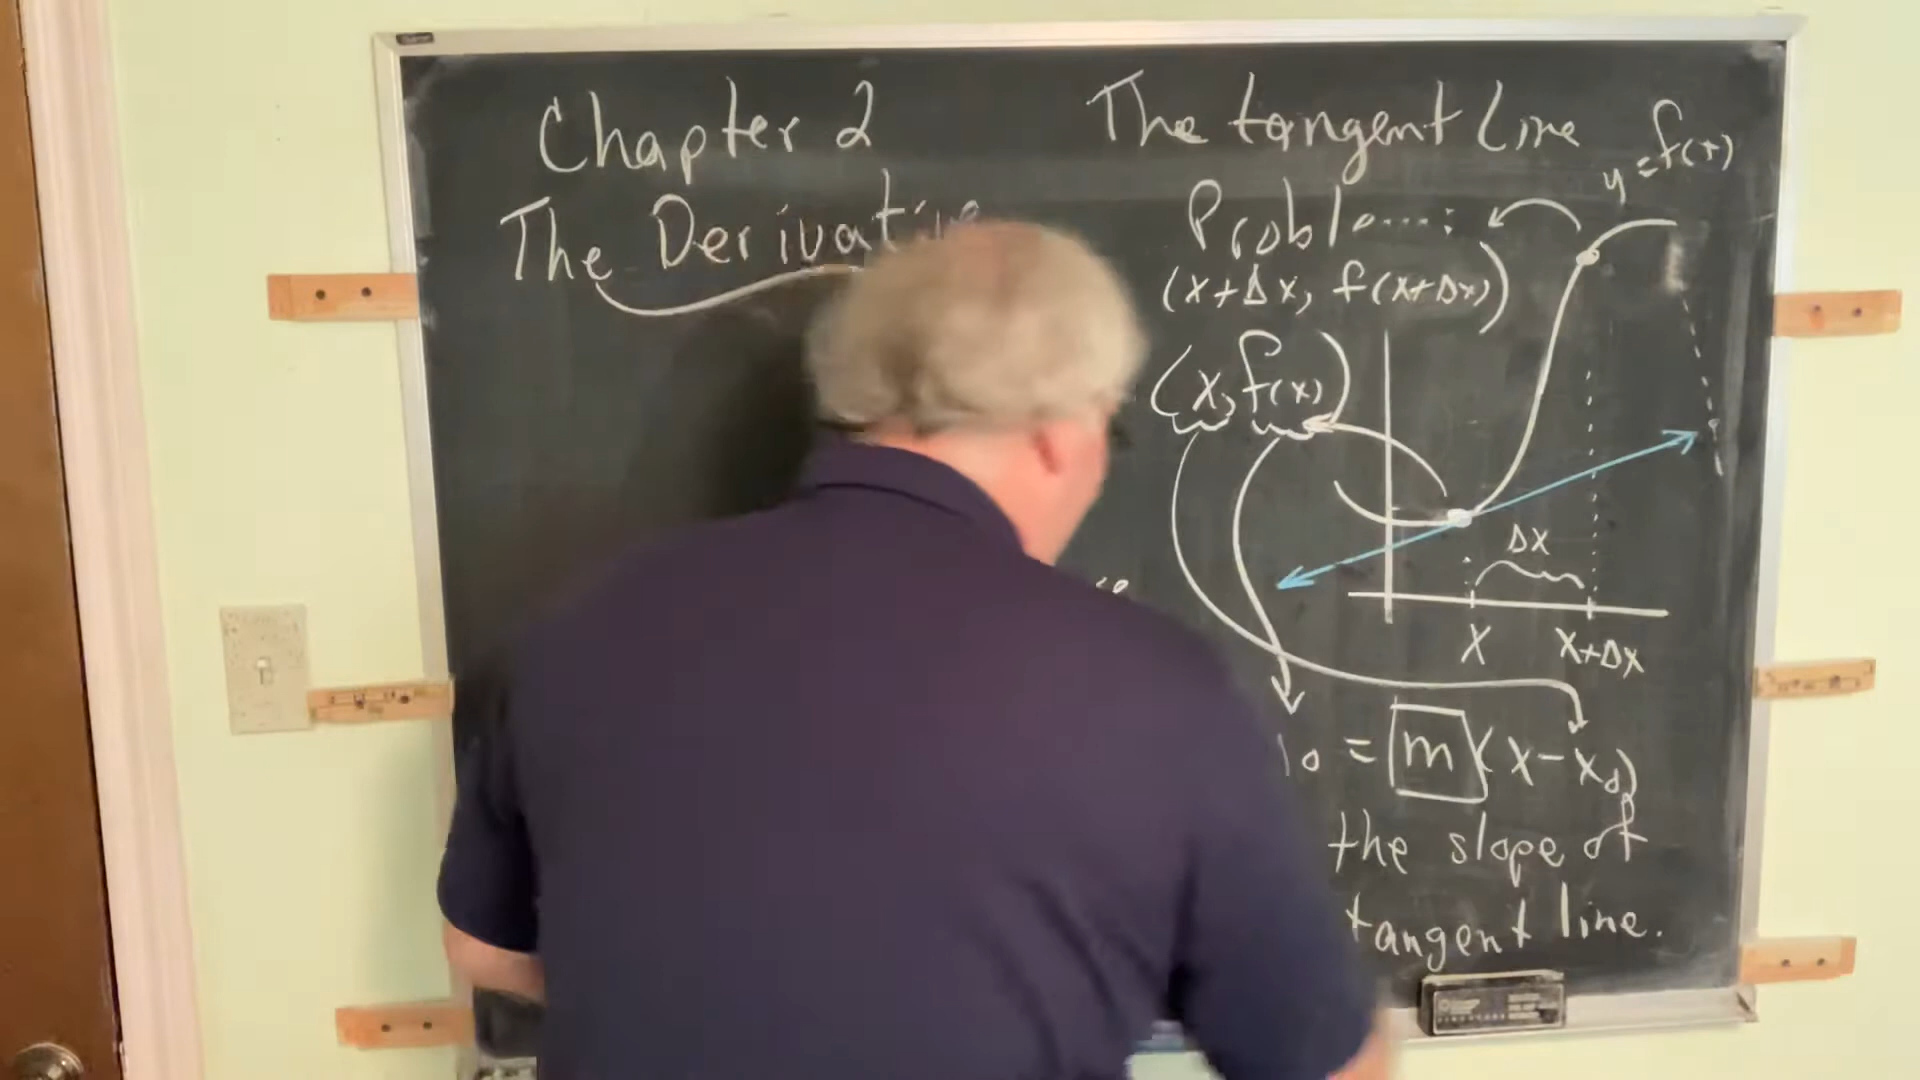 Chapter 2
The Derivative
The tangent Line
Problem:
y = f(x)
(x+Δx, f(x+Δx))
(x, f(x))
Δx
x
x+Δx
= m (x - x₀)
the slope of
tangent line.